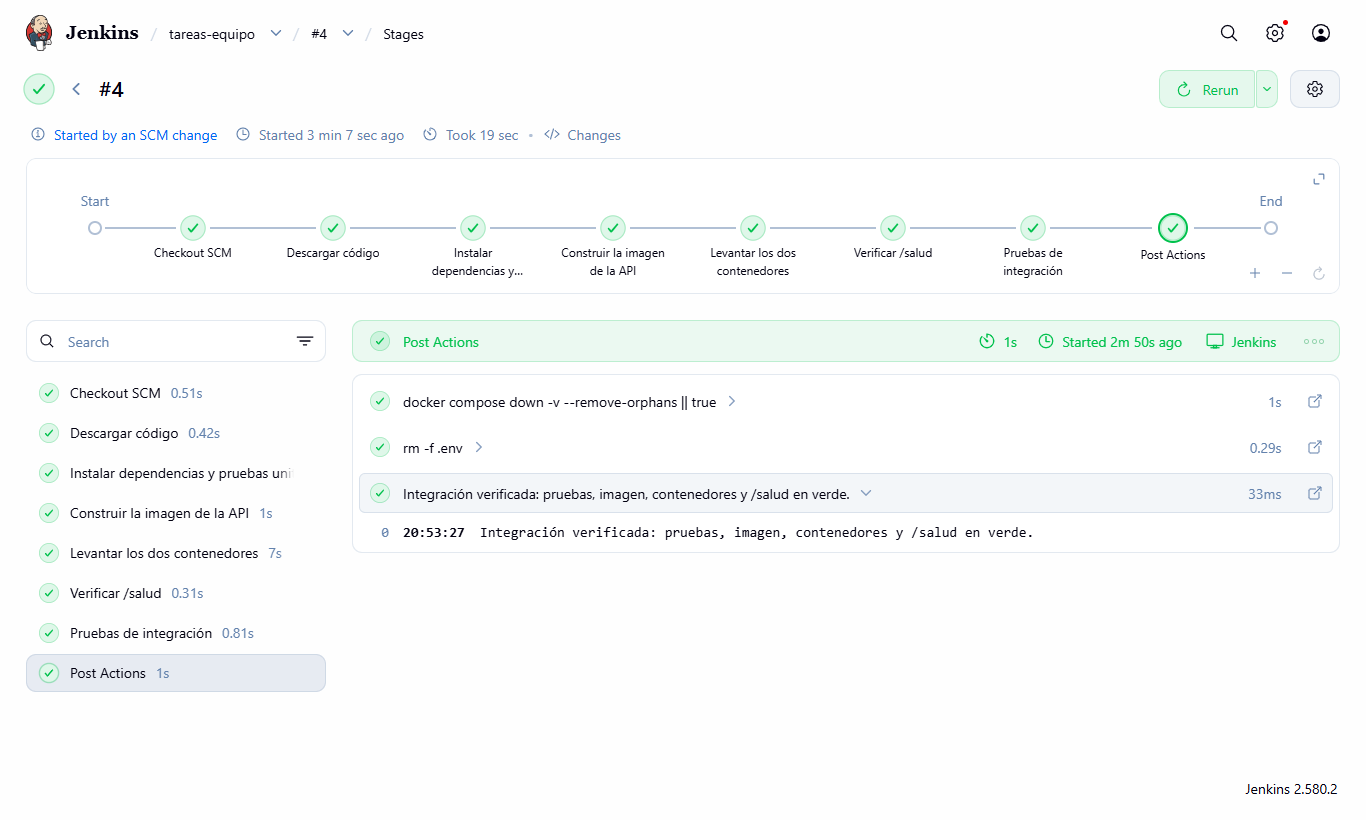 Jenkins / tareas-equipo / #4 / Stages
#4
Rerun
Started by an SCM change Started 3 min 7 sec ago Took 19 sec • Changes
Start
End
Checkout SCM
Descargar código
Instalar
dependencias y...
Construir la imagen
de la API
Levantar los dos
contenedores
Verificar /salud
Pruebas de
integración
Post Actions
Search
Checkout SCM 0.51s
Descargar código 0.42s
Instalar dependencias y pruebas uni
Construir la imagen de la API 1s
Levantar los dos contenedores 7s
Verificar /salud 0.31s
Pruebas de integración 0.81s
Post Actions 1s
Post Actions 1s Started 2m 50s ago Jenkins
docker compose down -v --remove-orphans || true 1s
rm -f .env 0.29s
Integración verificada: pruebas, imagen, contenedores y /salud en verde. 33ms
0 20:53:27 Integración verificada: pruebas, imagen, contenedores y /salud en verde.
Jenkins 2.580.2